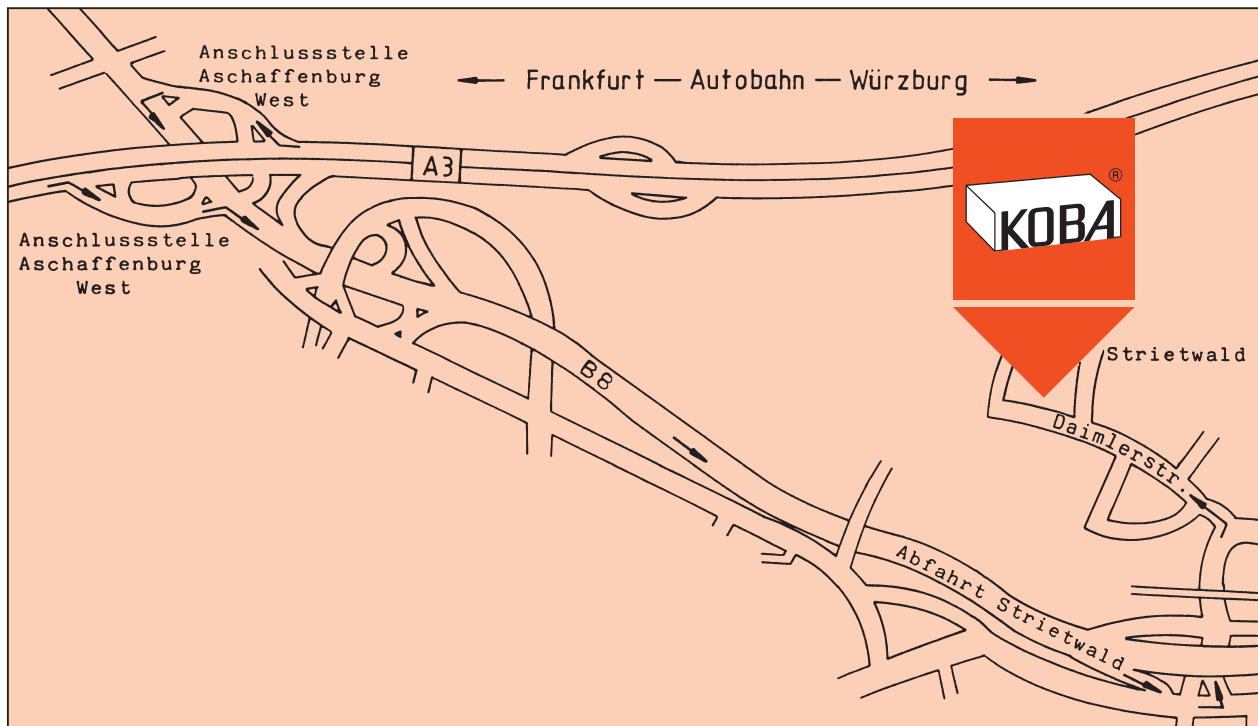 Anschlussstelle
Aschaffenburg
West
Frankfurt — Autobahn — Würzburg
A3
KOBA®
Anschlussstelle
Aschaffenburg
West
B8
Strietwald
Daimlerstr.
Abfahrt Strietwald